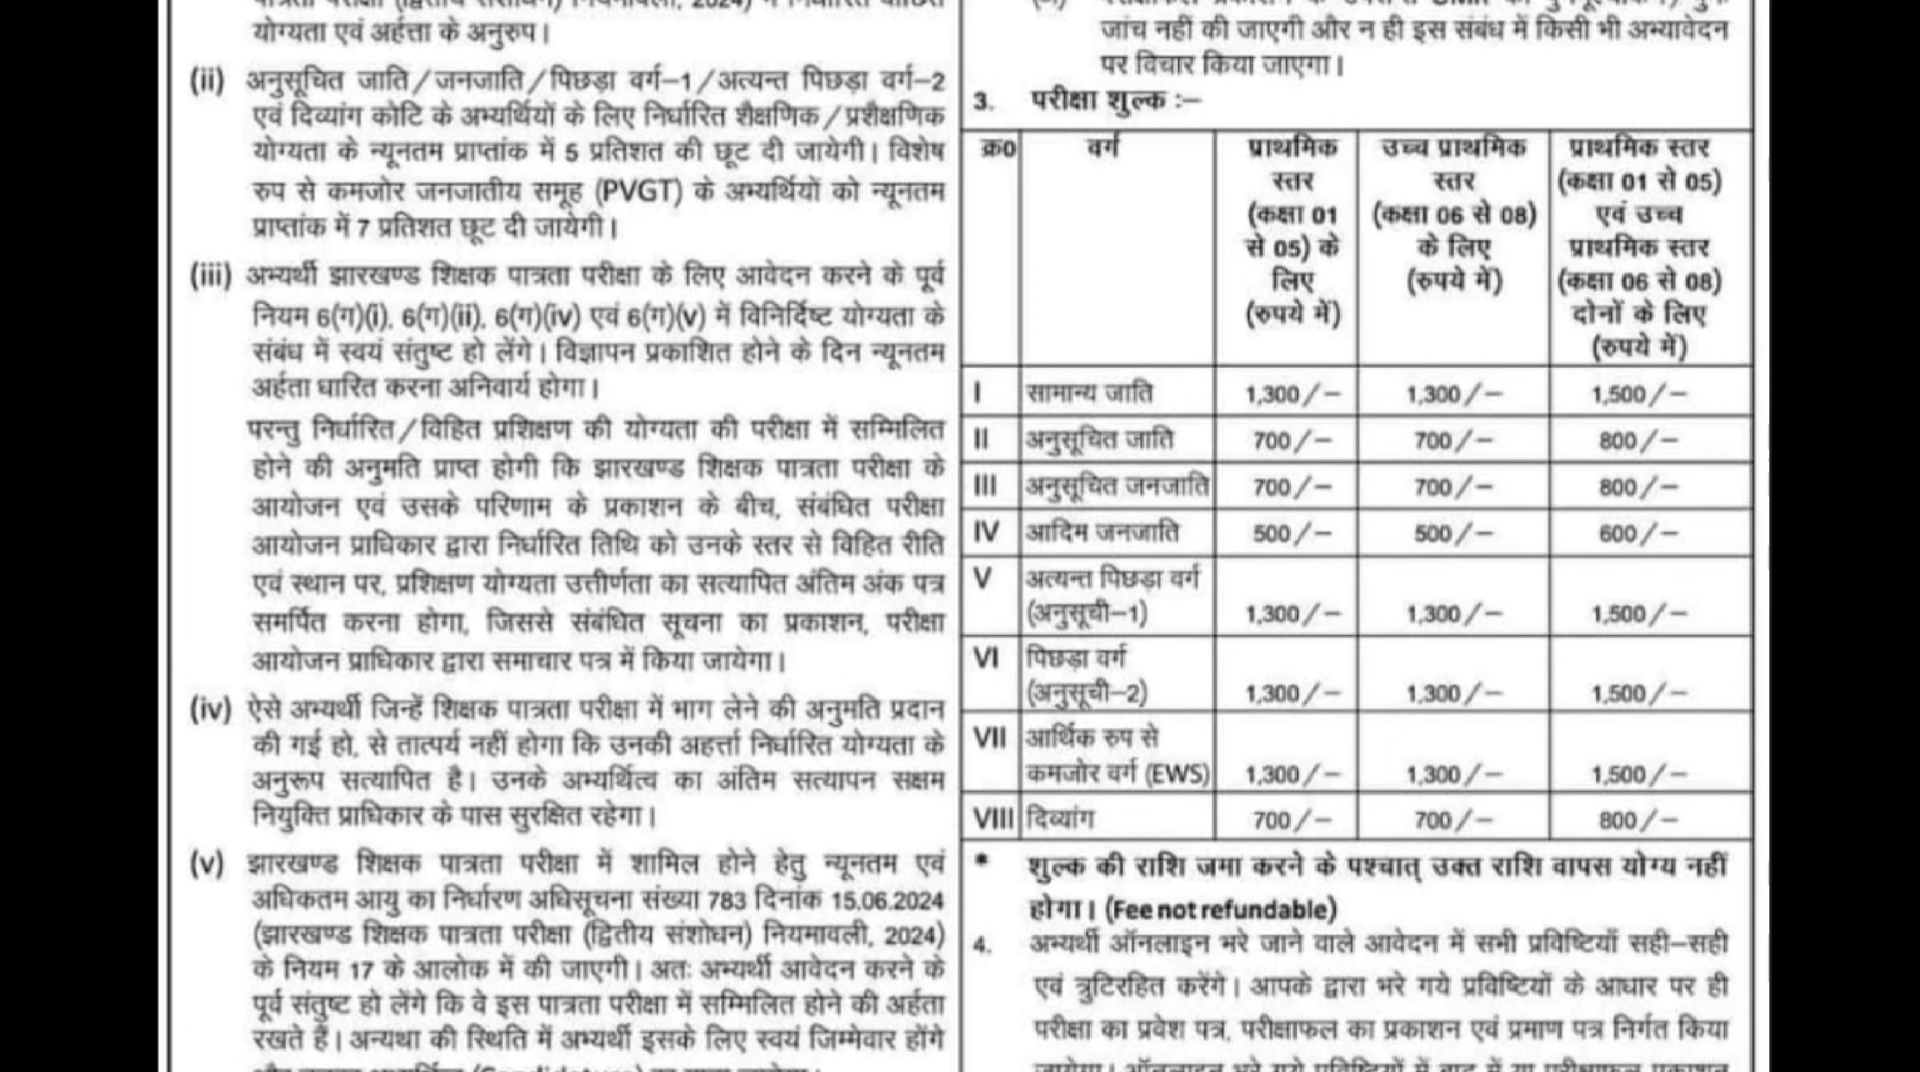 योग्यता एवं अर्हत्ता के अनुरुप।
(ii) अनुसूचित जाति/जनजाति/पिछड़ा वर्ग–1/अत्यन्त पिछड़ा वर्ग–2
एवं दिव्यांग कोटि के अभ्यर्थियों के लिए निर्धारित शैक्षणिक/प्रशैक्षणिक
योग्यता के न्यूनतम प्राप्तांक में 5 प्रतिशत की छूट दी जायेगी। विशेष
रुप से कमजोर जनजातीय समूह (PVGT) के अभ्यर्थियों को न्यूनतम
प्राप्तांक में 7 प्रतिशत छूट दी जायेगी।
(iii) अभ्यर्थी झारखण्ड शिक्षक पात्रता परीक्षा के लिए आवेदन करने के पूर्व
नियम 6(ग)(i), 6(ग)(ii), 6(ग)(iv) एवं 6(ग)(v) में विनिर्दिष्ट योग्यता के
संबंध में स्वयं संतुष्ट हो लेंगे। विज्ञापन प्रकाशित होने के दिन न्यूनतम
अर्हता धारित करना अनिवार्य होगा।
परन्तु निर्धारित/विहित प्रशिक्षण की योग्यता की परीक्षा में सम्मिलित
होने की अनुमति प्राप्त होगी कि झारखण्ड शिक्षक पात्रता परीक्षा के
आयोजन एवं उसके परिणाम के प्रकाशन के बीच, संबंधित परीक्षा
आयोजन प्राधिकार द्वारा निर्धारित तिथि को उनके स्तर से विहित रीति
एवं स्थान पर, प्रशिक्षण योग्यता उत्तीर्णता का सत्यापित अंतिम अंक पत्र
समर्पित करना होगा, जिससे संबंधित सूचना का प्रकाशन, परीक्षा
आयोजन प्राधिकार द्वारा समाचार पत्र में किया जायेगा।
(iv) ऐसे अभ्यर्थी जिन्हें शिक्षक पात्रता परीक्षा में भाग लेने की अनुमति प्रदान
की गई हो, से तात्पर्य नहीं होगा कि उनकी अहर्त्ता निर्धारित योग्यता के
अनुरूप सत्यापित है। उनके अभ्यर्थित्व का अंतिम सत्यापन सक्षम
नियुक्ति प्राधिकार के पास सुरक्षित रहेगा।
(v) झारखण्ड शिक्षक पात्रता परीक्षा में शामिल होने हेतु न्यूनतम एवं
अधिकतम आयु का निर्धारण अधिसूचना संख्या 783 दिनांक 15.06.2024
(झारखण्ड शिक्षक पात्रता परीक्षा (द्वितीय संशोधन) नियमावली, 2024)
के नियम 17 के आलोक में की जाएगी। अतः अभ्यर्थी आवेदन करने के
पूर्व संतुष्ट हो लेंगे कि वे इस पात्रता परीक्षा में सम्मिलित होने की अर्हता
रखते हैं। अन्यथा की स्थिति में अभ्यर्थी इसके लिए स्वयं जिम्मेवार होंगे
जांच नहीं की जाएगी और न ही इस संबंध में किसी भी अभ्यावेदन
पर विचार किया जाएगा।
3. परीक्षा शुल्क :–
क्र0 वर्ग प्राथमिक स्तर (कक्षा 01 से 05) के लिए (रुपये में) उच्च प्राथमिक स्तर (कक्षा 06 से 08) के लिए (रुपये में) प्राथमिक स्तर (कक्षा 01 से 05) एवं उच्च प्राथमिक स्तर (कक्षा 06 से 08) दोनों के लिए (रुपये में)
I सामान्य जाति 1,300/– 1,300/– 1,500/–
II अनुसूचित जाति 700/– 700/– 800/–
III अनुसूचित जनजाति 700/– 700/– 800/–
IV आदिम जनजाति 500/– 500/– 600/–
V अत्यन्त पिछड़ा वर्ग
(अनुसूची–1) 1,300/– 1,300/– 1,500/–
VI पिछड़ा वर्ग
(अनुसूची–2) 1,300/– 1,300/– 1,500/–
VII आर्थिक रुप से
कमजोर वर्ग (EWS) 1,300/– 1,300/– 1,500/–
VIII दिव्यांग 700/– 700/– 800/–
* शुल्क की राशि जमा करने के पश्चात् उक्त राशि वापस योग्य नहीं
होगा। (Fee not refundable)
4. अभ्यर्थी ऑनलाइन भरे जाने वाले आवेदन में सभी प्रविष्टियाँ सही–सही
एवं त्रुटिरहित करेंगे। आपके द्वारा भरे गये प्रविष्टियों के आधार पर ही
परीक्षा का प्रवेश पत्र, परीक्षाफल का प्रकाशन एवं प्रमाण पत्र निर्गत किया